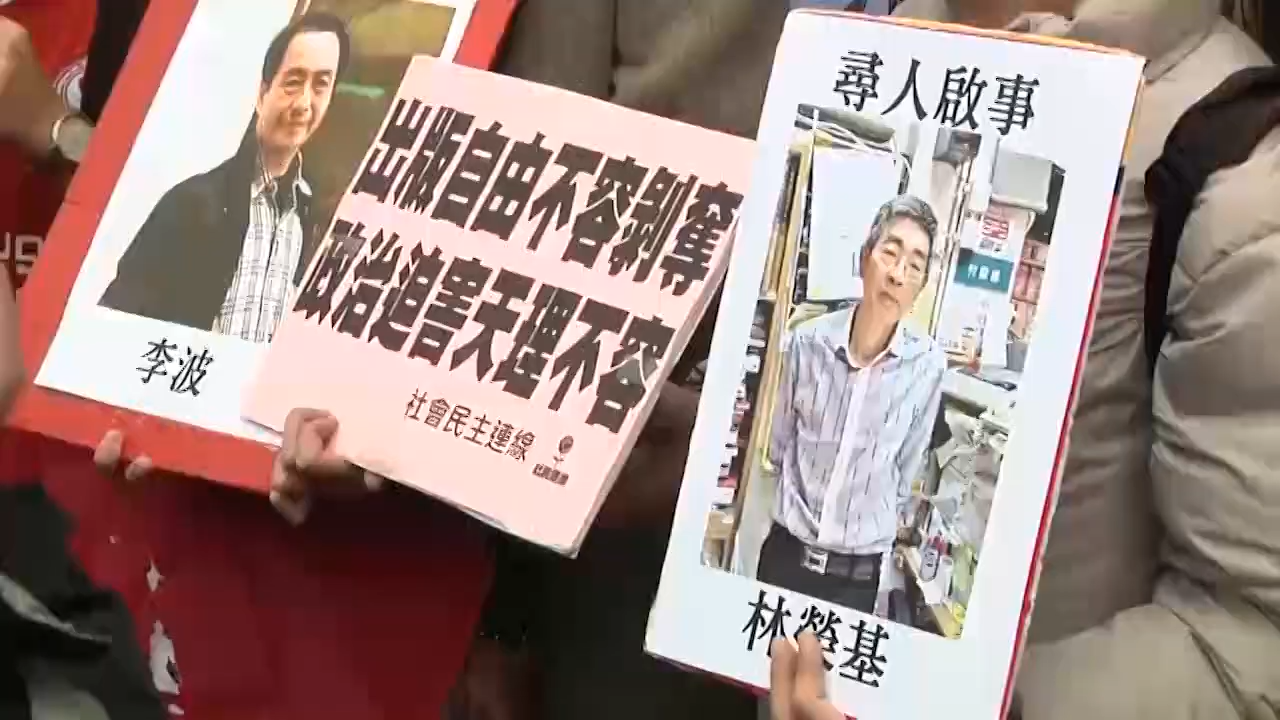 李波
出版自由不容剝奪
政治迫害天理不容
社會民主連線
尋人啟事
林榮基